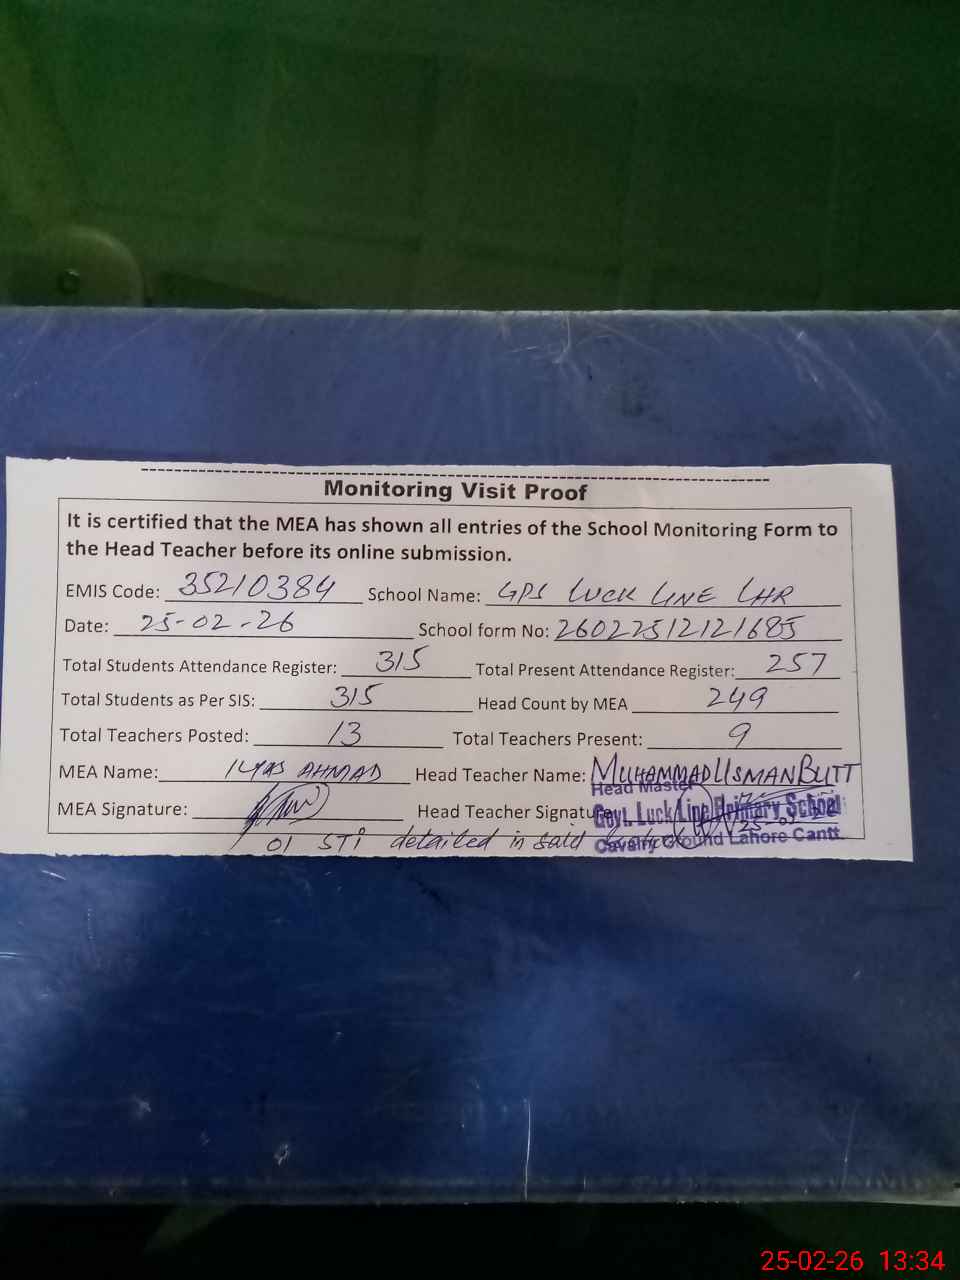 Monitoring Visit Proof
It is certified that the MEA has shown all entries of the School Monitoring Form to
the Head Teacher before its online submission.
EMIS Code: 35210384 School Name: GPS LUCK LINE LHR
Date: 25-02-26 School form No: 26022512121685
Total Students Attendance Register: 315 Total Present Attendance Register: 257
Total Students as Per SIS: 315 Head Count by MEA 249
Total Teachers Posted: 13 Total Teachers Present: 9
MEA Name: ILYAS AHMAD Head Teacher Name: MUHAMMAD USMAN BUTT
Head Master
MEA Signature: Head Teacher Signature
Govt. Luck Line Primary School
01 STI detailed in said
Cavalry Ground Lahore Cantt.
25-02-26 13:34